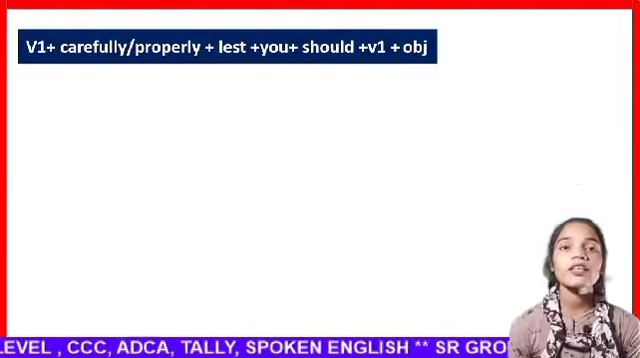 V1+ carefully/properly + lest +you+ should +v1 + obj
LEVEL , CCC, ADCA, TALLY, SPOKEN ENGLISH ** SR GRO